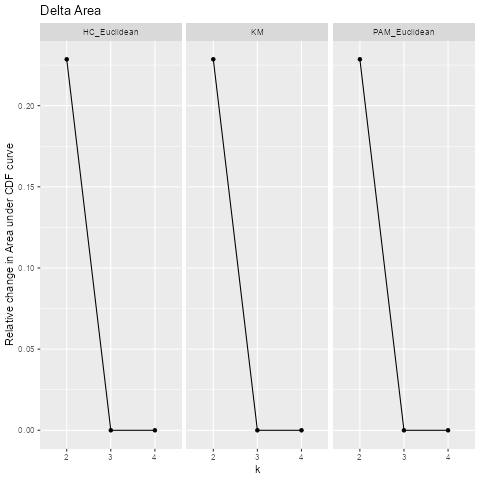 Delta Area
HC_Euclidean KM PAM_Euclidean
Relative change in Area under CDF curve
0.20
0.15
0.10
0.05
0.00
2 3 4 2 3 4 2 3 4
k